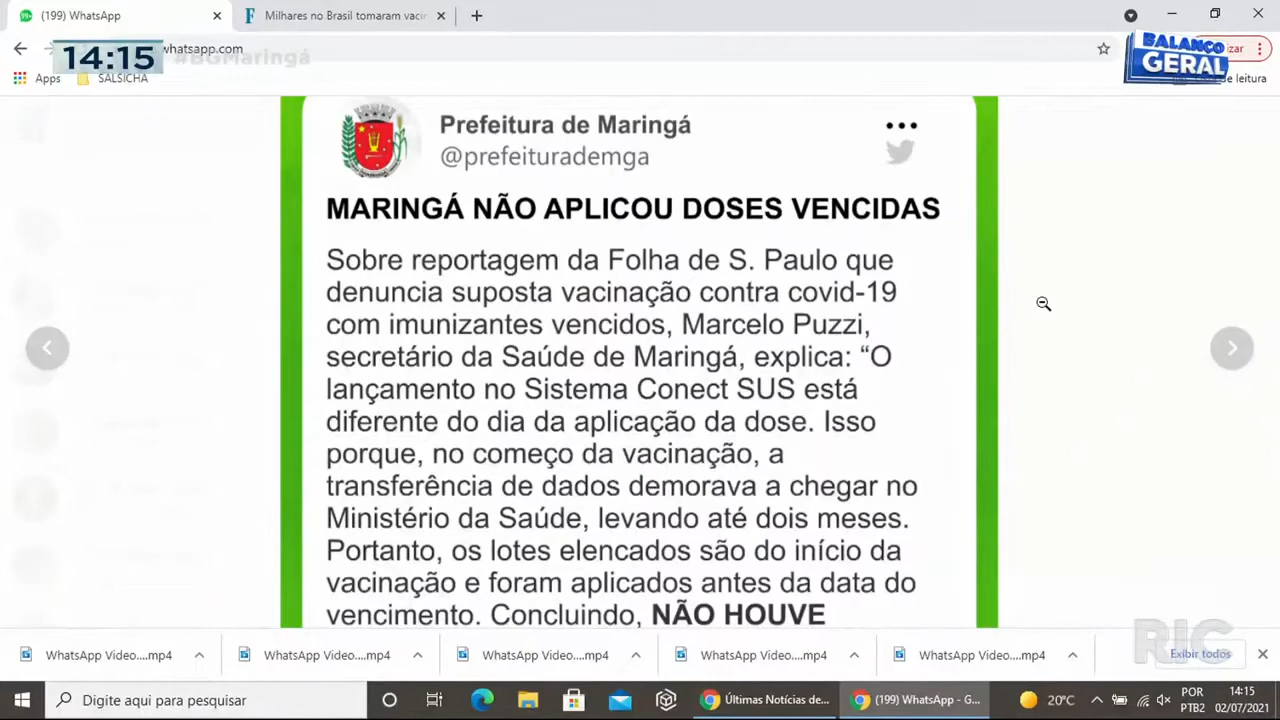 (199) WhatsApp
Milhares no Brasil tomaram vacin
14:15
whatsapp.com
#BGMaringá
BALANÇO
GERAL
izar
Apps
SALSICHA
de leitura
Prefeitura de Maringá
@prefeiturademga
MARINGÁ NÃO APLICOU DOSES VENCIDAS
Sobre reportagem da Folha de S. Paulo que
denuncia suposta vacinação contra covid-19
com imunizantes vencidos, Marcelo Puzzi,
secretário da Saúde de Maringá, explica: “O
lançamento no Sistema Conect SUS está
diferente do dia da aplicação da dose. Isso
porque, no começo da vacinação, a
transferência de dados demorava a chegar no
Ministério da Saúde, levando até dois meses.
Portanto, os lotes elencados são do início da
vacinação e foram aplicados antes da data do
vencimento. Concluindo, NÃO HOUVE
RIC
WhatsApp Video....mp4
WhatsApp Video....mp4
WhatsApp Video....mp4
WhatsApp Video....mp4
WhatsApp Video....mp4
Exibir todos
Digite aqui para pesquisar
Últimas Notícias de...
(199) WhatsApp - G...
20°C
POR
PTB2
14:15
02/07/2021